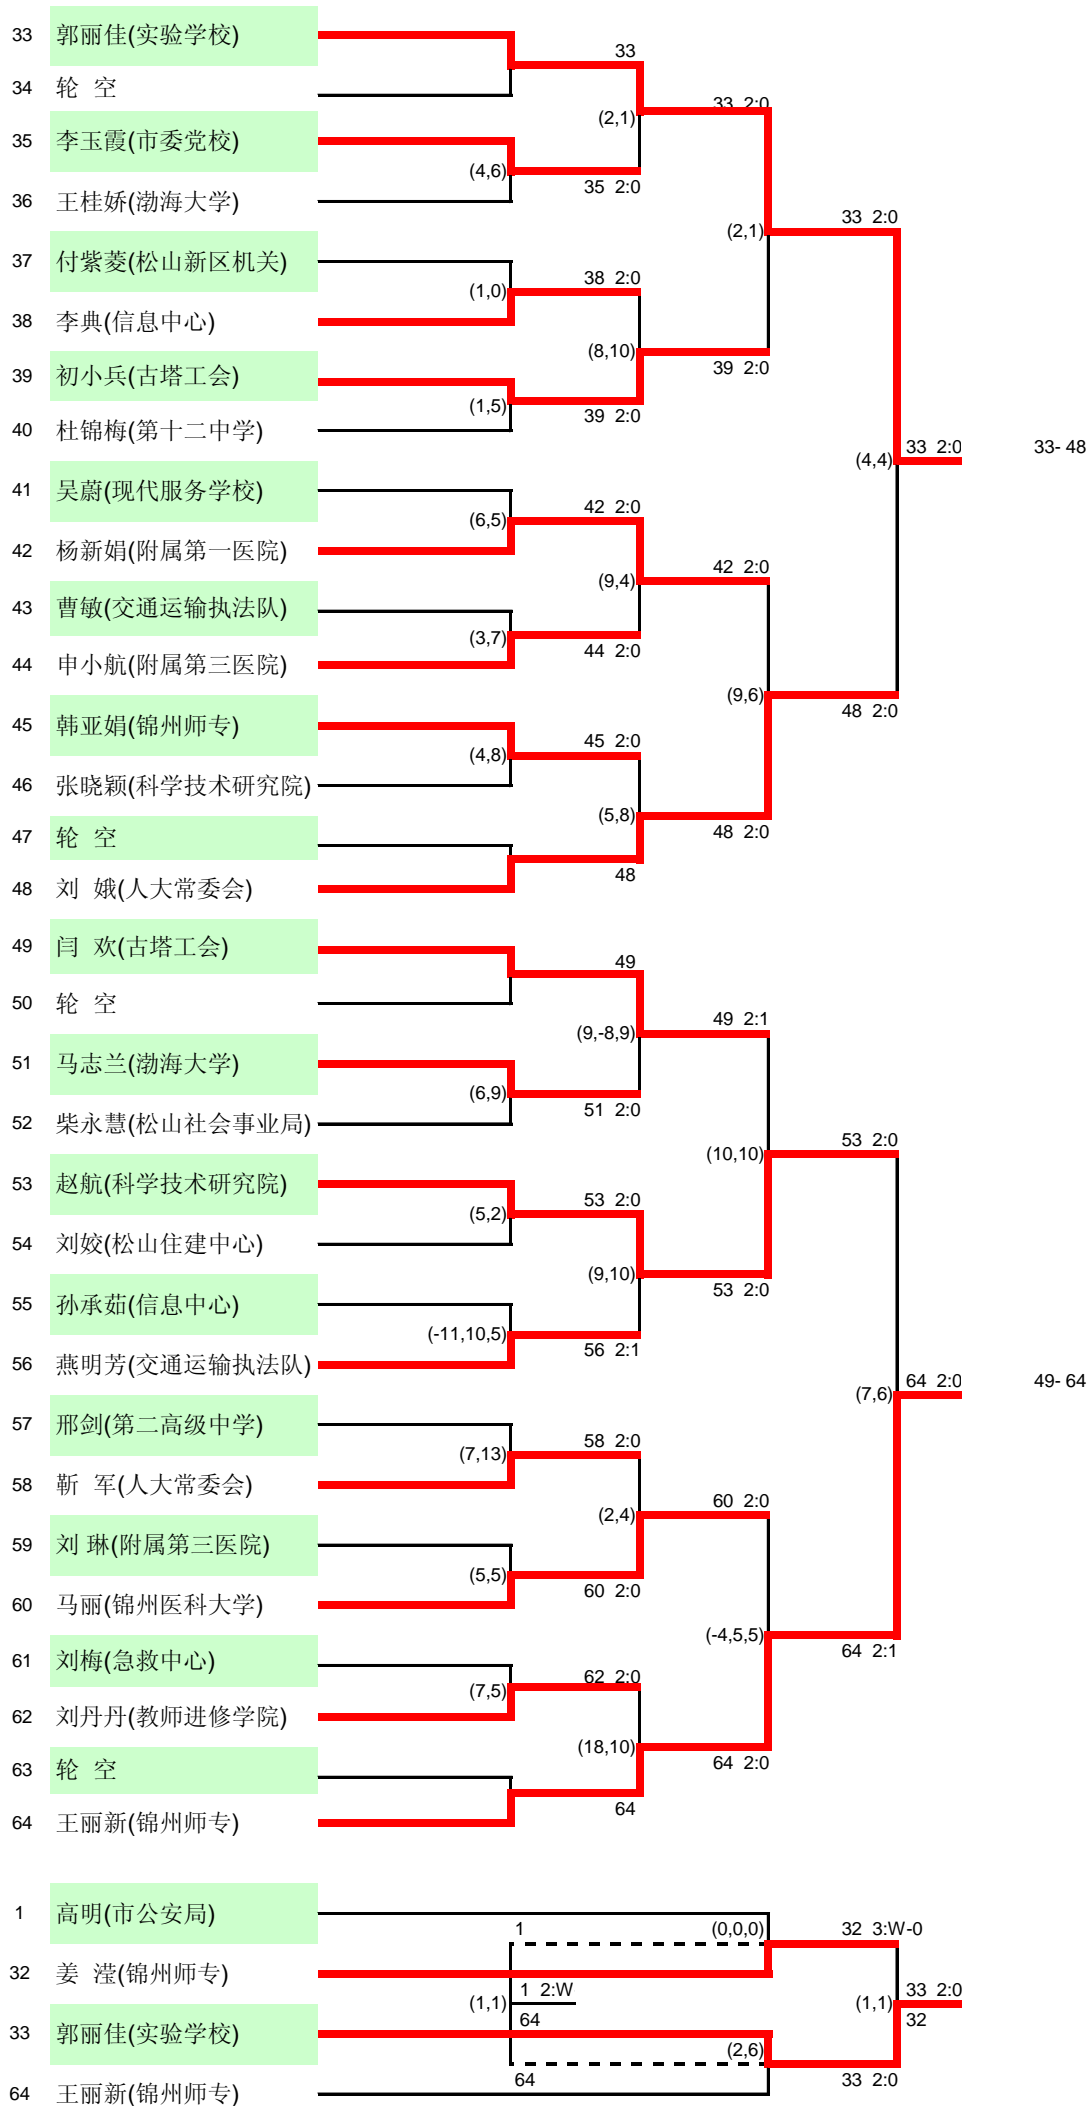 33 郭丽佳(实验学校)
33
34 轮 空
33 2:0
(2,1)
35 李玉霞(市委党校)
(4,6)
35 2:0
36 王桂娇(渤海大学)
33 2:0
(2,1)
37 付紫菱(松山新区机关)
38 2:0
(1,0)
38 李典(信息中心)
(8,10)
39 2:0
39 初小兵(古塔工会)
(1,5)
39 2:0
40 杜锦梅(第十二中学)
(4,4)
33 2:0
33- 48
41 吴蔚(现代服务学校)
42 2:0
(6,5)
42 杨新娟(附属第一医院)
42 2:0
(9,4)
43 曹敏(交通运输执法队)
(3,7)
44 2:0
44 申小航(附属第三医院)
(9,6)
48 2:0
45 韩亚娟(锦州师专)
45 2:0
(4,8)
46 张晓颖(科学技术研究院)
(5,8)
48 2:0
47 轮 空
48
48 刘 娥(人大常委会)
49 闫 欢(古塔工会)
49
50 轮 空
49 2:1
(9,-8,9)
51 马志兰(渤海大学)
(6,9)
51 2:0
52 柴永慧(松山社会事业局)
53 2:0
(10,10)
53 赵航(科学技术研究院)
53 2:0
(5,2)
54 刘姣(松山住建中心)
(9,10)
53 2:0
55 孙承茹(信息中心)
(-11,10,5)
56 2:1
56 燕明芳(交通运输执法队)
(7,6)
64 2:0
49- 64
57 邢剑(第二高级中学)
58 2:0
(7,13)
58 靳 军(人大常委会)
60 2:0
(2,4)
59 刘 琳(附属第三医院)
(5,5)
60 2:0
60 马丽(锦州医科大学)
(-4,5,5)
64 2:1
61 刘梅(急救中心)
62 2:0
(7,5)
62 刘丹丹(教师进修学院)
(18,10)
64 2:0
63 轮 空
64
64 王丽新(锦州师专)
1 高明(市公安局)
1
(0,0,0)
32 3:W-0
32 姜 滢(锦州师专)
(1,1)
1 2:W
64
(1,1)
33 2:0
32
33 郭丽佳(实验学校)
(2,6)
64
33 2:0
64 王丽新(锦州师专)